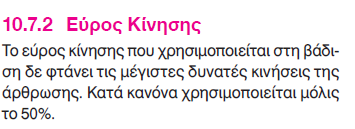 10.7.2 Εύρος Κίνησης
Το εύρος κίνησης που χρησιμοποιείται στη βάδι-
ση δε φτάνει τις μέγιστες δυνατές κινήσεις της
άρθρωσης. Κατά κανόνα χρησιμοποιείται μόλις
το 50%.